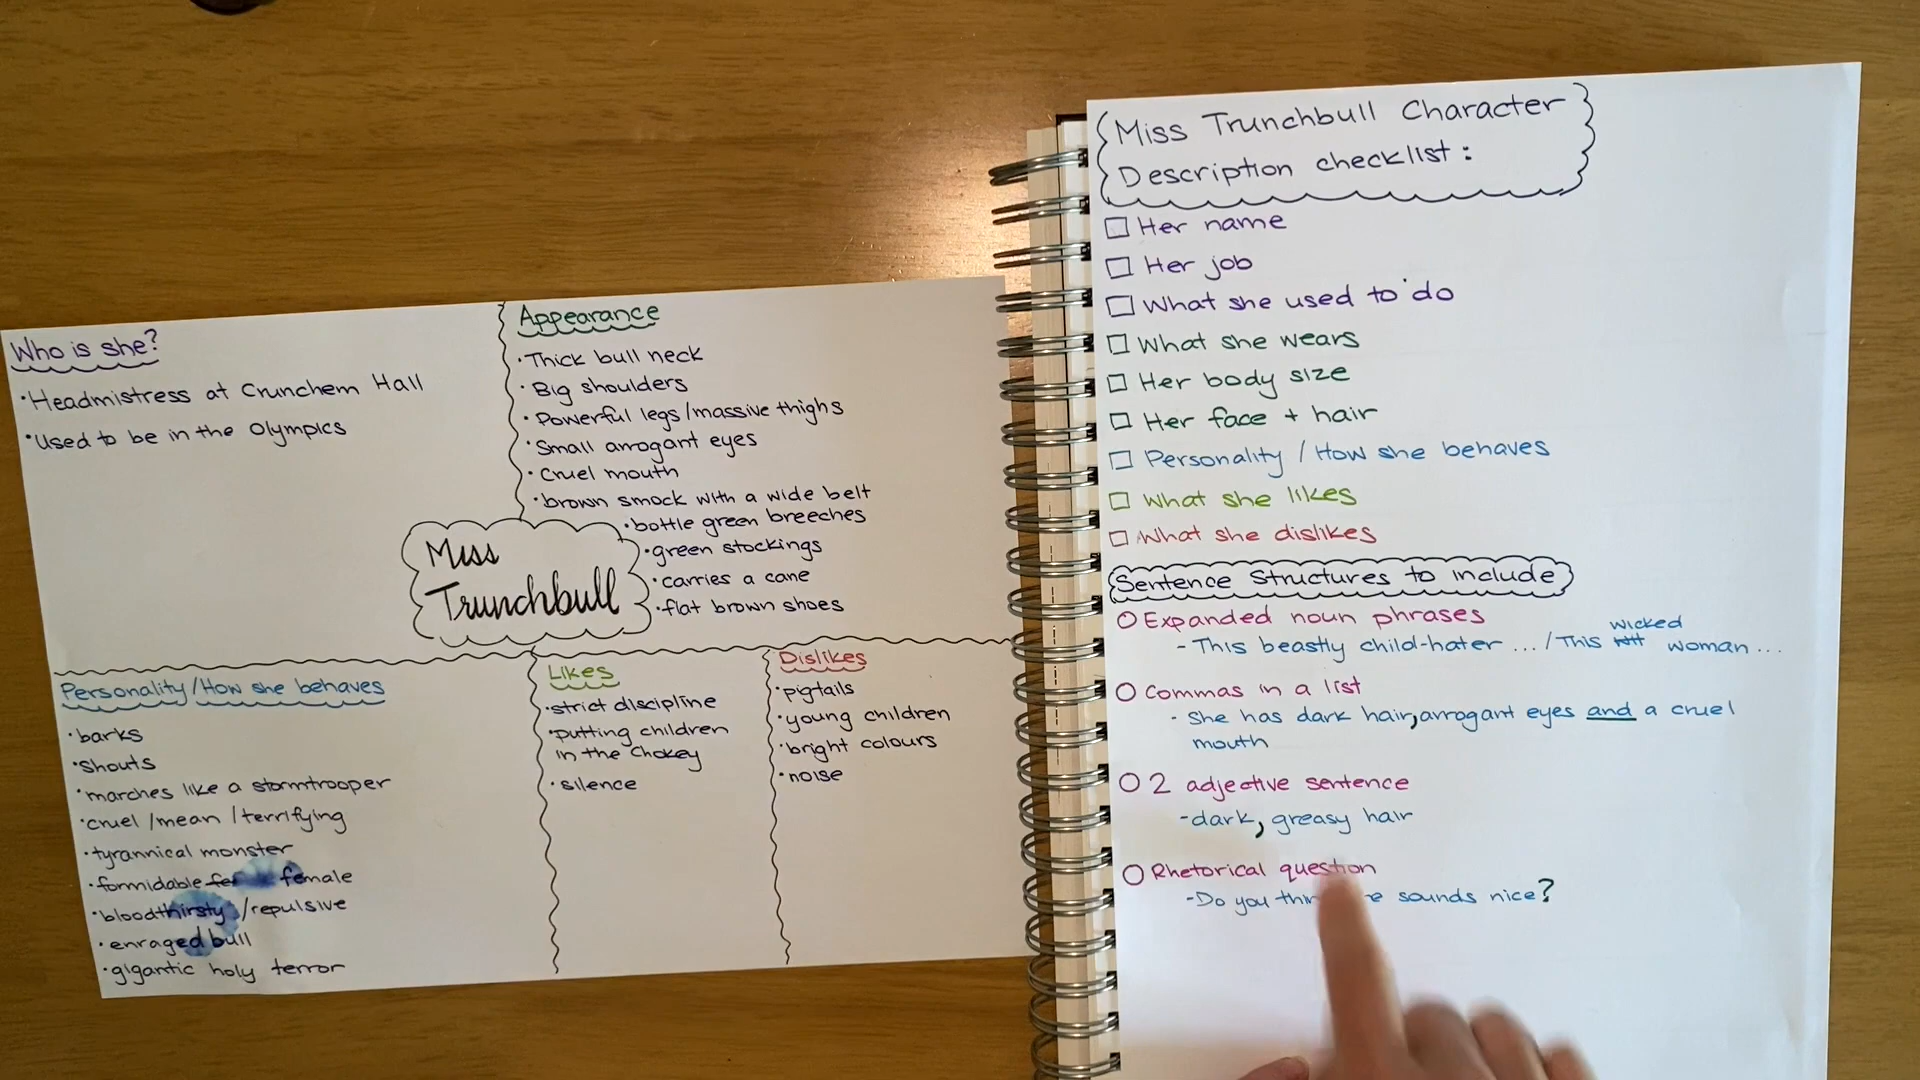 Who is she?
·Headmistress at Crunchem Hall
·Used to be in the Olympics
Appearance
·Thick bull neck
·Big shoulders
·Powerful legs/massive thighs
·Small arrogant eyes
·Cruel mouth
·brown smock with a wide belt
·bottle green breeches
·green stockings
·carries a cane
·flat brown shoes
Miss
Trunchbull
Personality/How she behaves
·barks
·shouts
·marches like a stormtrooper
·cruel/mean/terrifying
·tyrannical monster
·formidable female
·bloodthirsty/repulsive
·enraged bull
·gigantic holy terror
Likes
·strict discipline
·putting children
in the Chokey
·silence
Dislikes
·pigtails
·young children
·bright colours
·noise
Miss Trunchbull Character
Description checklist:
Her name
Her job
What she used to do
What she wears
Her body size
Her face + hair
Personality / How she behaves
What she likes
What she dislikes
Sentence Structures to include
Expanded noun phrases
- This beastly child-hater ... / This wicked woman ...
Commas in a list
- She has dark hair, arrogant eyes and a cruel
mouth
2 adjective sentence
-dark, greasy hair
Rhetorical question
-Do you sounds nice?